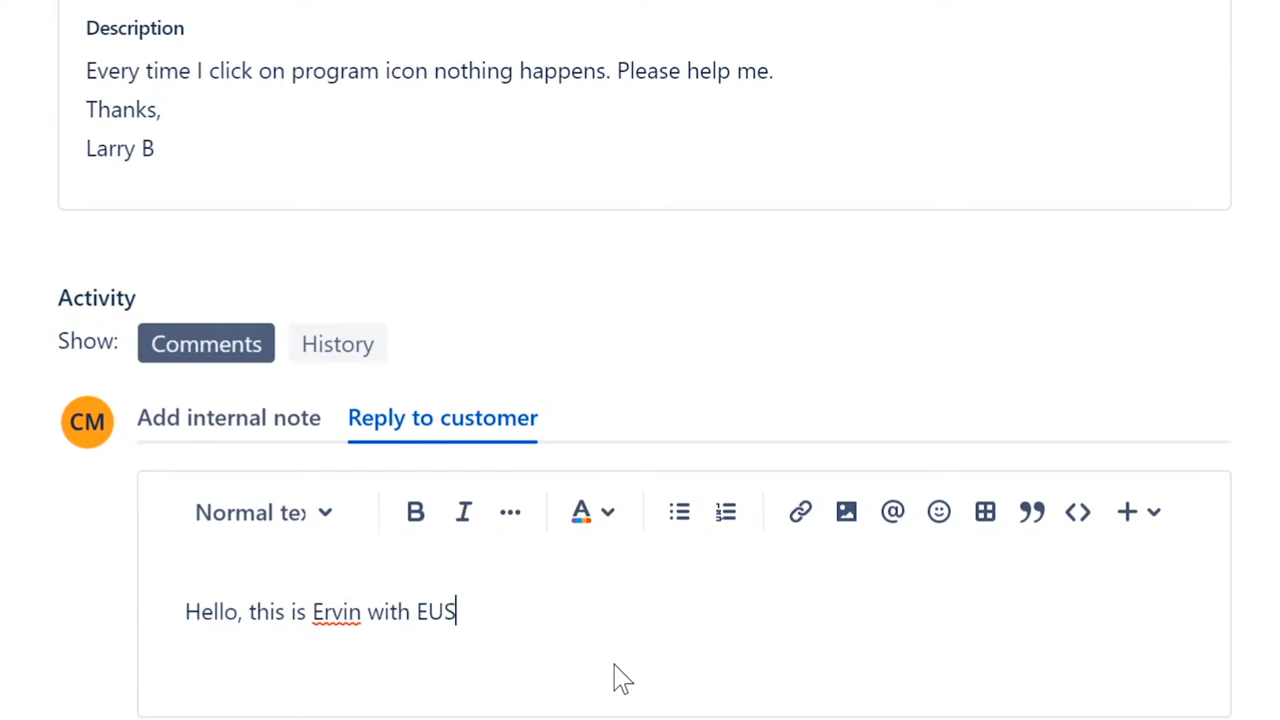 Description
Every time I click on program icon nothing happens. Please help me.
Thanks,
Larry B
Activity
Show: Comments History
CM Add internal note Reply to customer
Normal te
Hello, this is Ervin with EUS